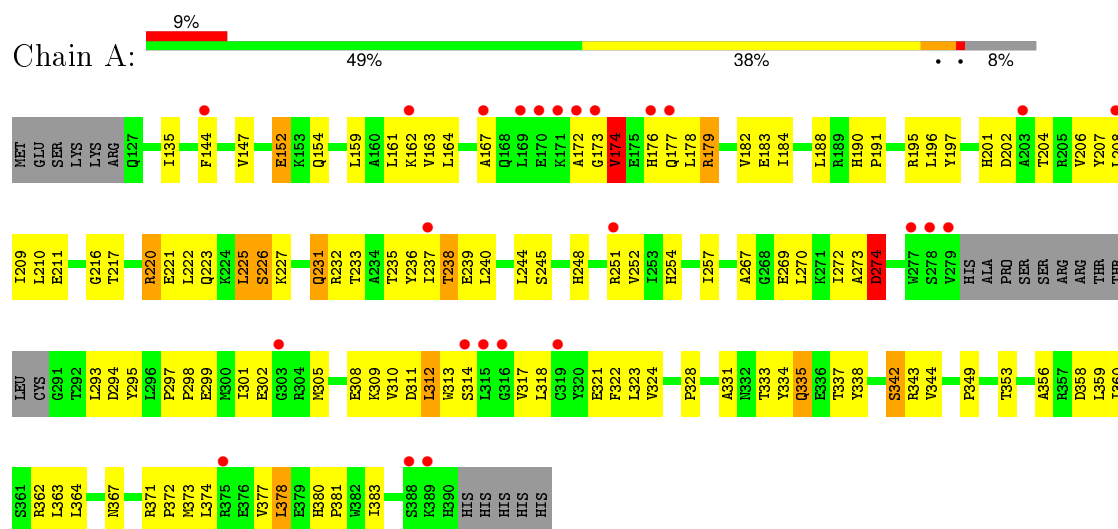 9%
Chain A:
49% 38% • • 8%
MET GLU SER LYS LYS ARG Q127 I135 F144 V147 E152 K153 Q154 L159 A160 L161 K162 V163 L164 A167 Q168 L169 E170 K171 A172 G173 V174 E175 H176 Q177 L178 R179 V182 E183 I184 L188 R189 H190 P191 R195 L196 Y197 H201 D202 A203 T204 R205 V206 Y207 L208
I209 L210 E211 G216 T217 R220 E221 L222 Q223 K224 L225 S226 K227 Q231 R232 T233 A234 T235 Y236 I237 T238 E239 L240 L244 S245 H248 R251 V252 I253 H254 I257 A267 G268 E269 L270 K271 I272 A273 D274 W277 S278 V279 HIS ALA PRO SER SER ARG ARG THR THR
LEU CYS G291 T292 L293 D294 Y295 L296 P297 P298 E299 M300 I301 E302 G303 R304 M305 E308 K309 V310 D311 L312 W313 S314 L315 G316 V317 L318 C319 Y320 E321 F322 L323 V324 P328 A331 N332 T333 Y334 Q335 E336 T337 Y338 S342 R343 V344 P349 T353 A356 R357 D358 L359 I360
S361 R362 L363 L364 N367 R371 P372 M373 L374 R375 E376 V377 L378 E379 H380 P381 W382 I383 S388 K389 H390 HIS HIS HIS HIS HIS